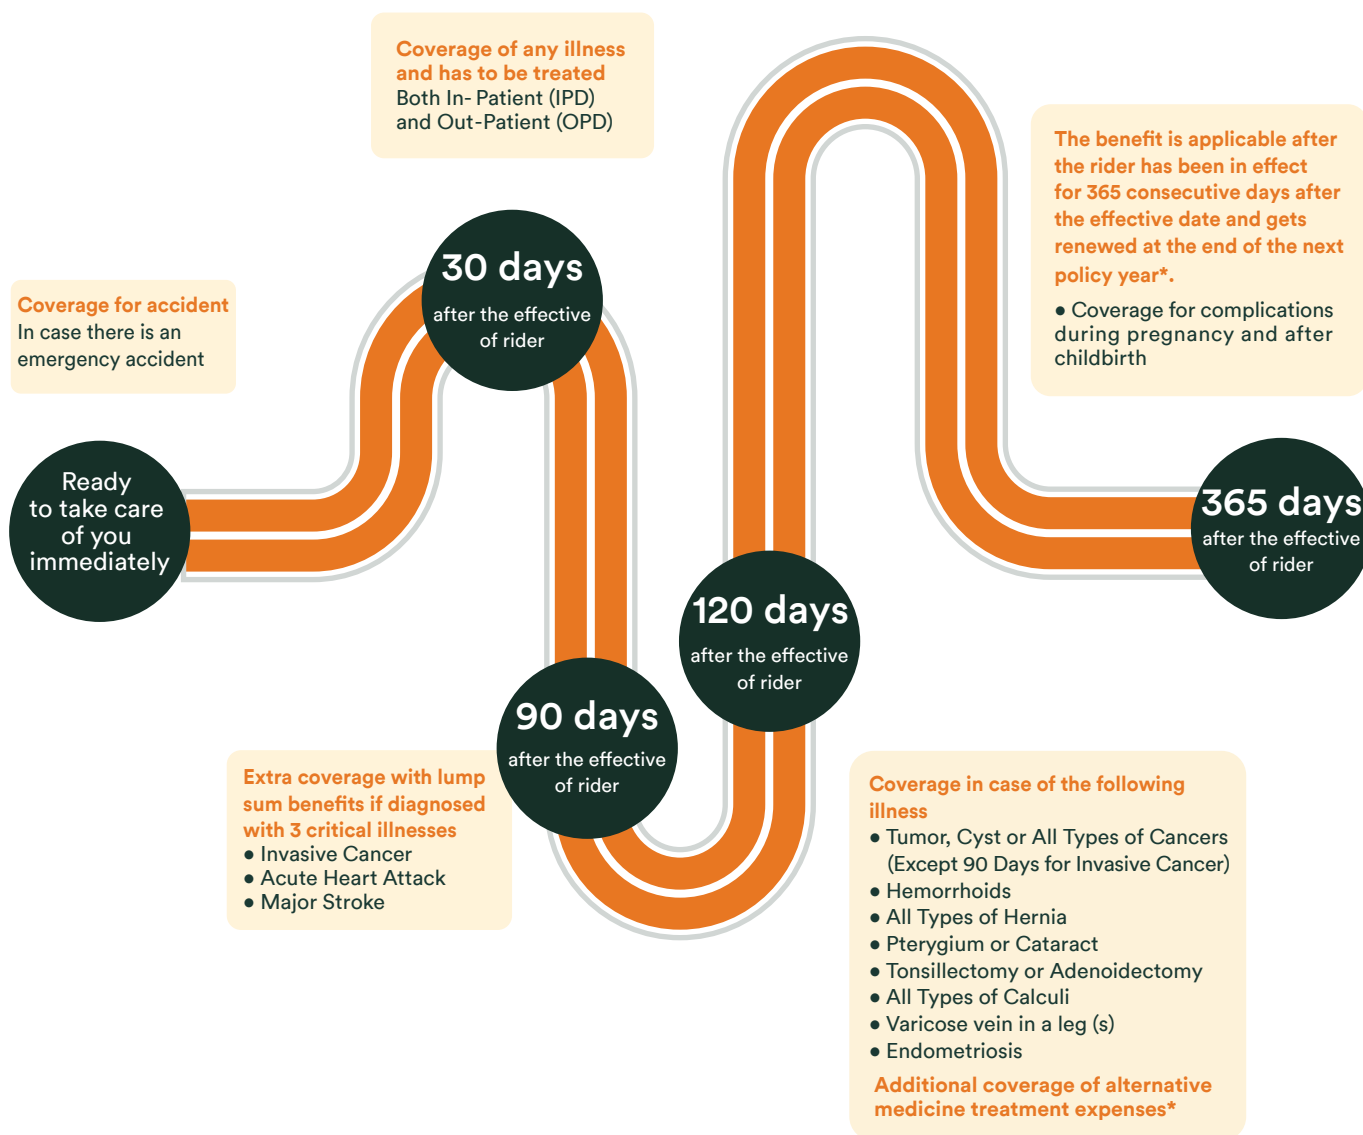 Coverage for accident
In case there is an
emergency accident
Ready
to take care
of you
immediately
Coverage of any illness
and has to be treated
Both In- Patient (IPD)
and Out-Patient (OPD)
30 days
after the effective
of rider
90 days
after the effective
of rider
Extra coverage with lump
sum benefits if diagnosed
with 3 critical illnesses
● Invasive Cancer
● Acute Heart Attack
● Major Stroke
120 days
after the effective
of rider
Coverage in case of the following
illness
● Tumor, Cyst or All Types of Cancers
(Except 90 Days for Invasive Cancer)
● Hemorrhoids
● All Types of Hernia
● Pterygium or Cataract
● Tonsillectomy or Adenoidectomy
● All Types of Calculi
● Varicose vein in a leg (s)
● Endometriosis
Additional coverage of alternative
medicine treatment expenses*
The benefit is applicable after
the rider has been in effect
for 365 consecutive days after
the effective date and gets
renewed at the end of the next
policy year*.
● Coverage for complications
during pregnancy and after
childbirth
365 days
after the effective
of rider